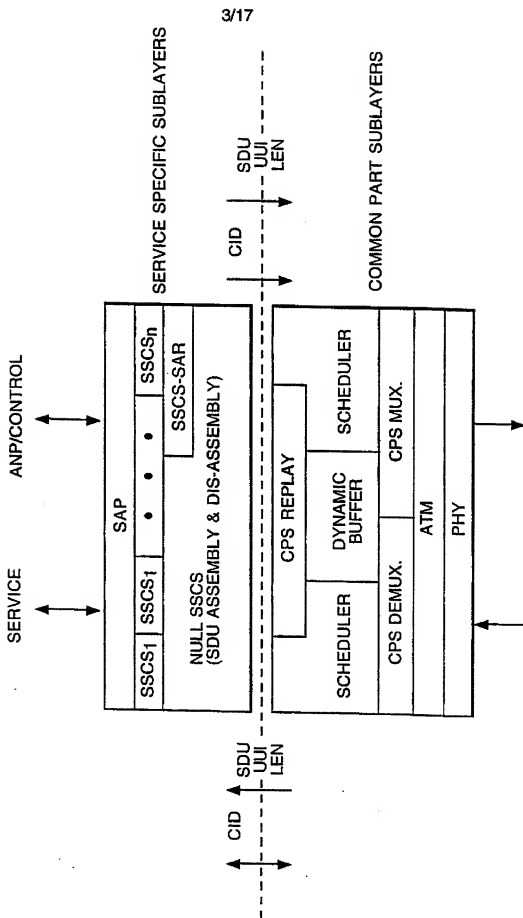 3/17
SERVICE
ANP/CONTROL
SERVICE SPECIFIC SUBLAYERS
SAP
SSCS1
SSCS1
SSCSn
SSCS-SAR
NULL SSCS
(SDU ASSEMBLY & DIS-ASSEMBLY)
CID
SDU
UUI
LEN
CID
SDU
UUI
LEN
CPS REPLAY
SCHEDULER
DYNAMIC
BUFFER
SCHEDULER
CPS DEMUX.
CPS MUX.
ATM
PHY
COMMON PART SUBLAYERS